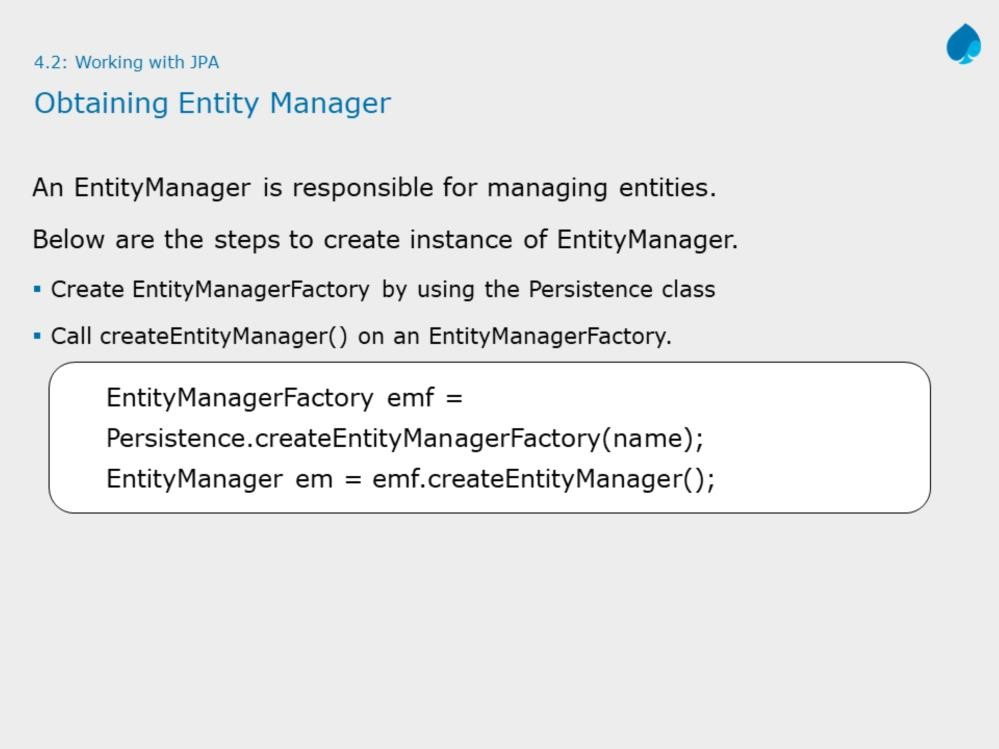 4.2: Working with JPA
Obtaining Entity Manager
An EntityManager is responsible for managing entities.
Below are the steps to create instance of EntityManager.
▪ Create EntityManagerFactory by using the Persistence class
▪ Call createEntityManager() on an EntityManagerFactory.
EntityManagerFactory emf =
Persistence.createEntityManagerFactory(name);
EntityManager em = emf.createEntityManager();